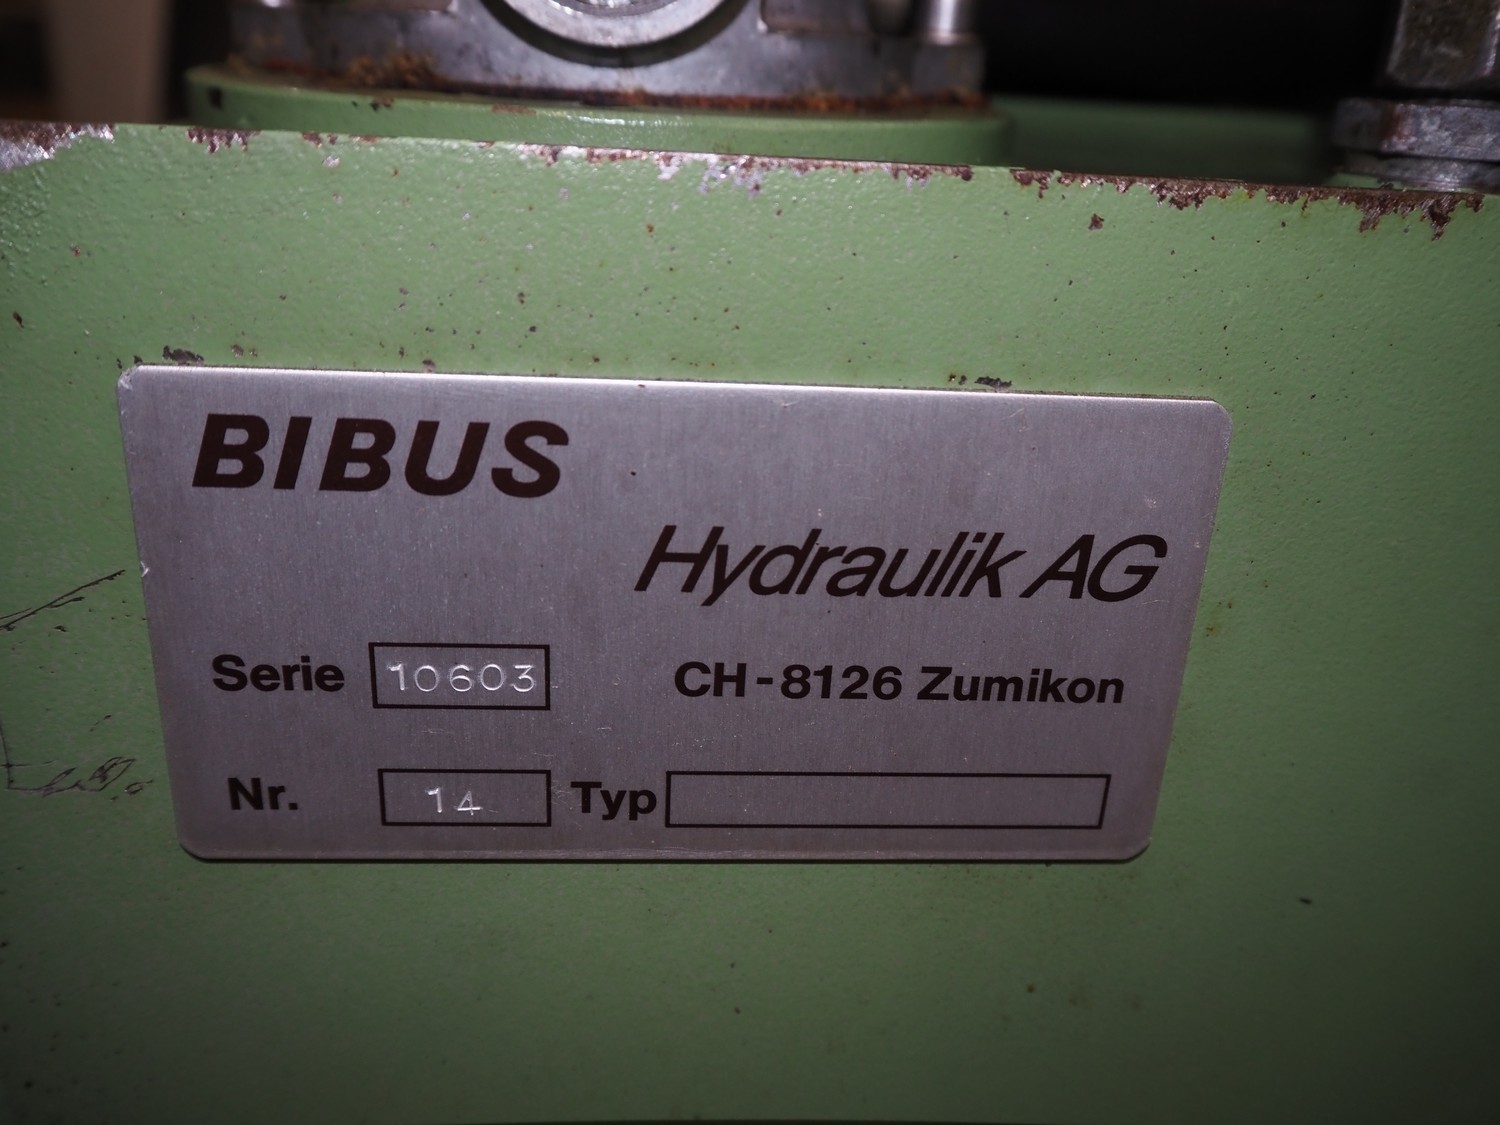 BIBUS
Hydraulik AG
Serie 10603 CH-8126 Zumikon
Nr. 14 Typ